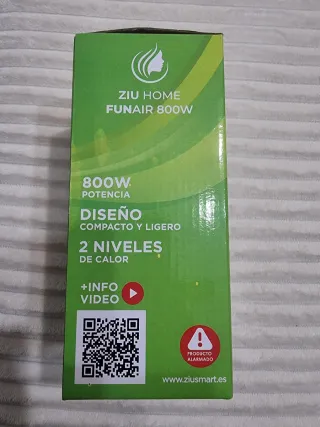 ZIU HOME
FUNAIR 800W
800W
POTENCIA
DISEÑO
COMPACTO Y LIGERO
2 NIVELES
DE CALOR
+INFO
VIDEO
PRODUCTO
ALARMADO
www.ziusmart.es